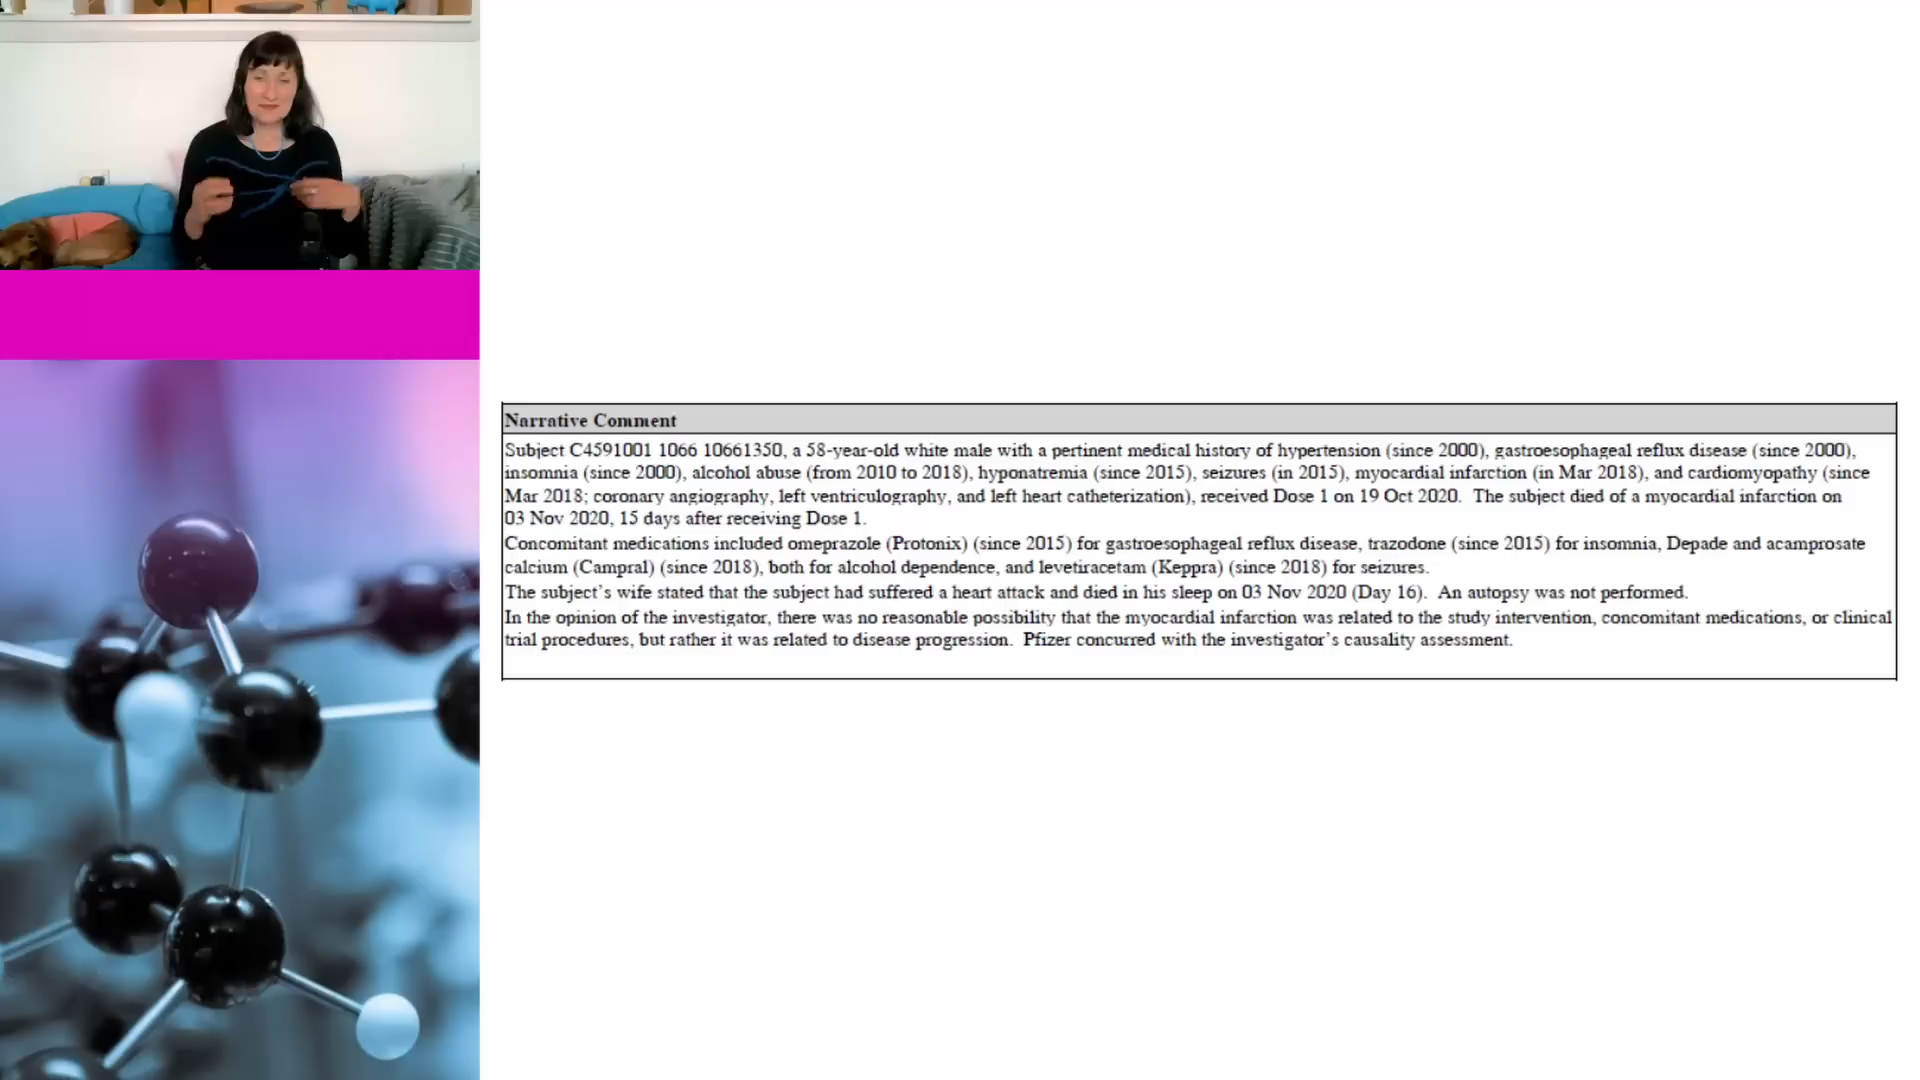 Narrative Comment
Subject C4591001 1066 10661350, a 58-year-old white male with a pertinent medical history of hypertension (since 2000), gastroesophageal reflux disease (since 2000),
insomnia (since 2000), alcohol abuse (from 2010 to 2018), hyponatremia (since 2015), seizures (in 2015), myocardial infarction (in Mar 2018), and cardiomyopathy (since
Mar 2018; coronary angiography, left ventriculography, and left heart catheterization), received Dose 1 on 19 Oct 2020. The subject died of a myocardial infarction on
03 Nov 2020, 15 days after receiving Dose 1.
Concomitant medications included omeprazole (Protonix) (since 2015) for gastroesophageal reflux disease, trazodone (since 2015) for insomnia, Depade and acamprosate
calcium (Campral) (since 2018), both for alcohol dependence, and levetiracetam (Keppra) (since 2018) for seizures.
The subject's wife stated that the subject had suffered a heart attack and died in his sleep on 03 Nov 2020 (Day 16). An autopsy was not performed.
In the opinion of the investigator, there was no reasonable possibility that the myocardial infarction was related to the study intervention, concomitant medications, or clinical
trial procedures, but rather it was related to disease progression. Pfizer concurred with the investigator's causality assessment.